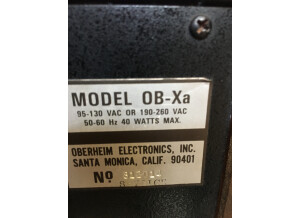 MODEL OB-Xa
95-130 VAC OR 190-260 VAC
50-60 Hz 40 WATTS MAX.
OBERHEIM ELECTRONICS, INC.
SANTA MONICA, CALIF. 90401
Nº